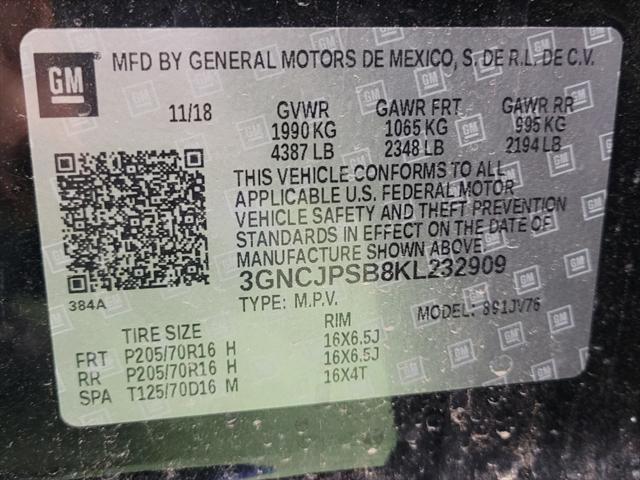 GM MFD BY GENERAL MOTORS DE MEXICO, S. DE R.L. DE C.V.
11/18 GVWR GAWR FRT GAWR RR
1990 KG 1065 KG 995 KG
4387 LB 2348 LB 2194 LB
THIS VEHICLE CONFORMS TO ALL
APPLICABLE U.S. FEDERAL MOTOR
VEHICLE SAFETY AND THEFT PREVENTION
STANDARDS IN EFFECT ON THE DATE OF
MANUFACTURE SHOWN ABOVE.
3GNCJPSB8KL232909
384A
TYPE: M.P.V. MODEL: 891JV76
TIRE SIZE RIM
FRT P205/70R16 H 16X6.5J
RR P205/70R16 H 16X6.5J
SPA T125/70D16 M 16X4T